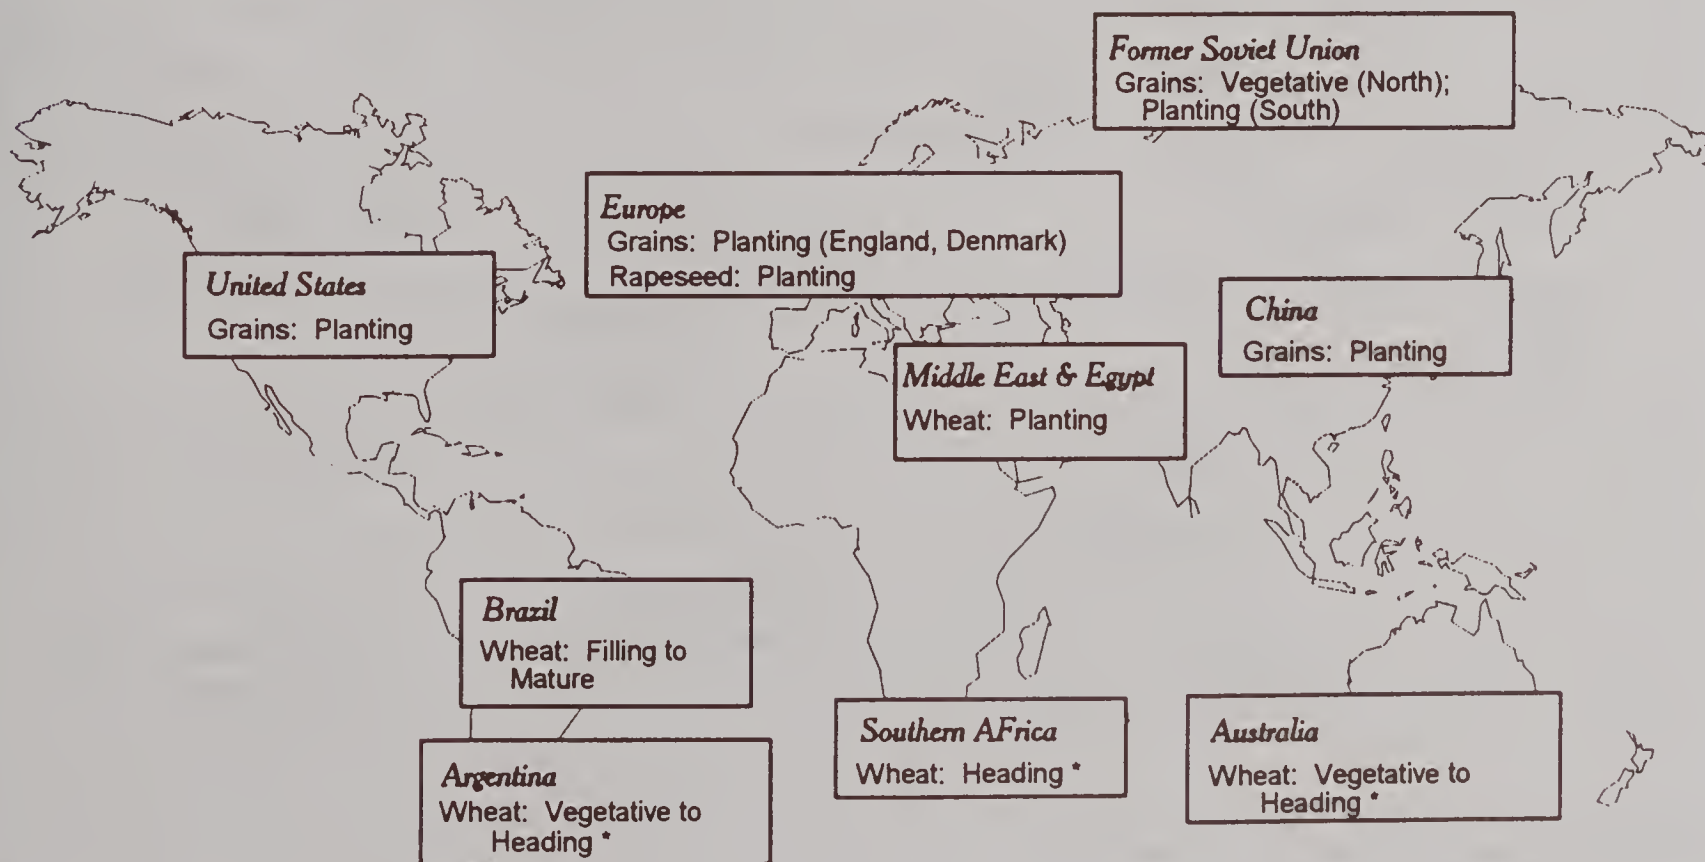 Former Soviet Union
Grains: Vegetative (North);
Planting (South)
Europe
Grains: Planting (England, Denmark)
Rapeseed: Planting
United States
Grains: Planting
China
Grains: Planting
Middle East & Egypt
Wheat: Planting
Brazil
Wheat: Filling to
Mature
Southern AFrica
Wheat: Heading *
Australia
Wheat: Vegetative to
Heading *
Argentina
Wheat: Vegetative to
Heading *